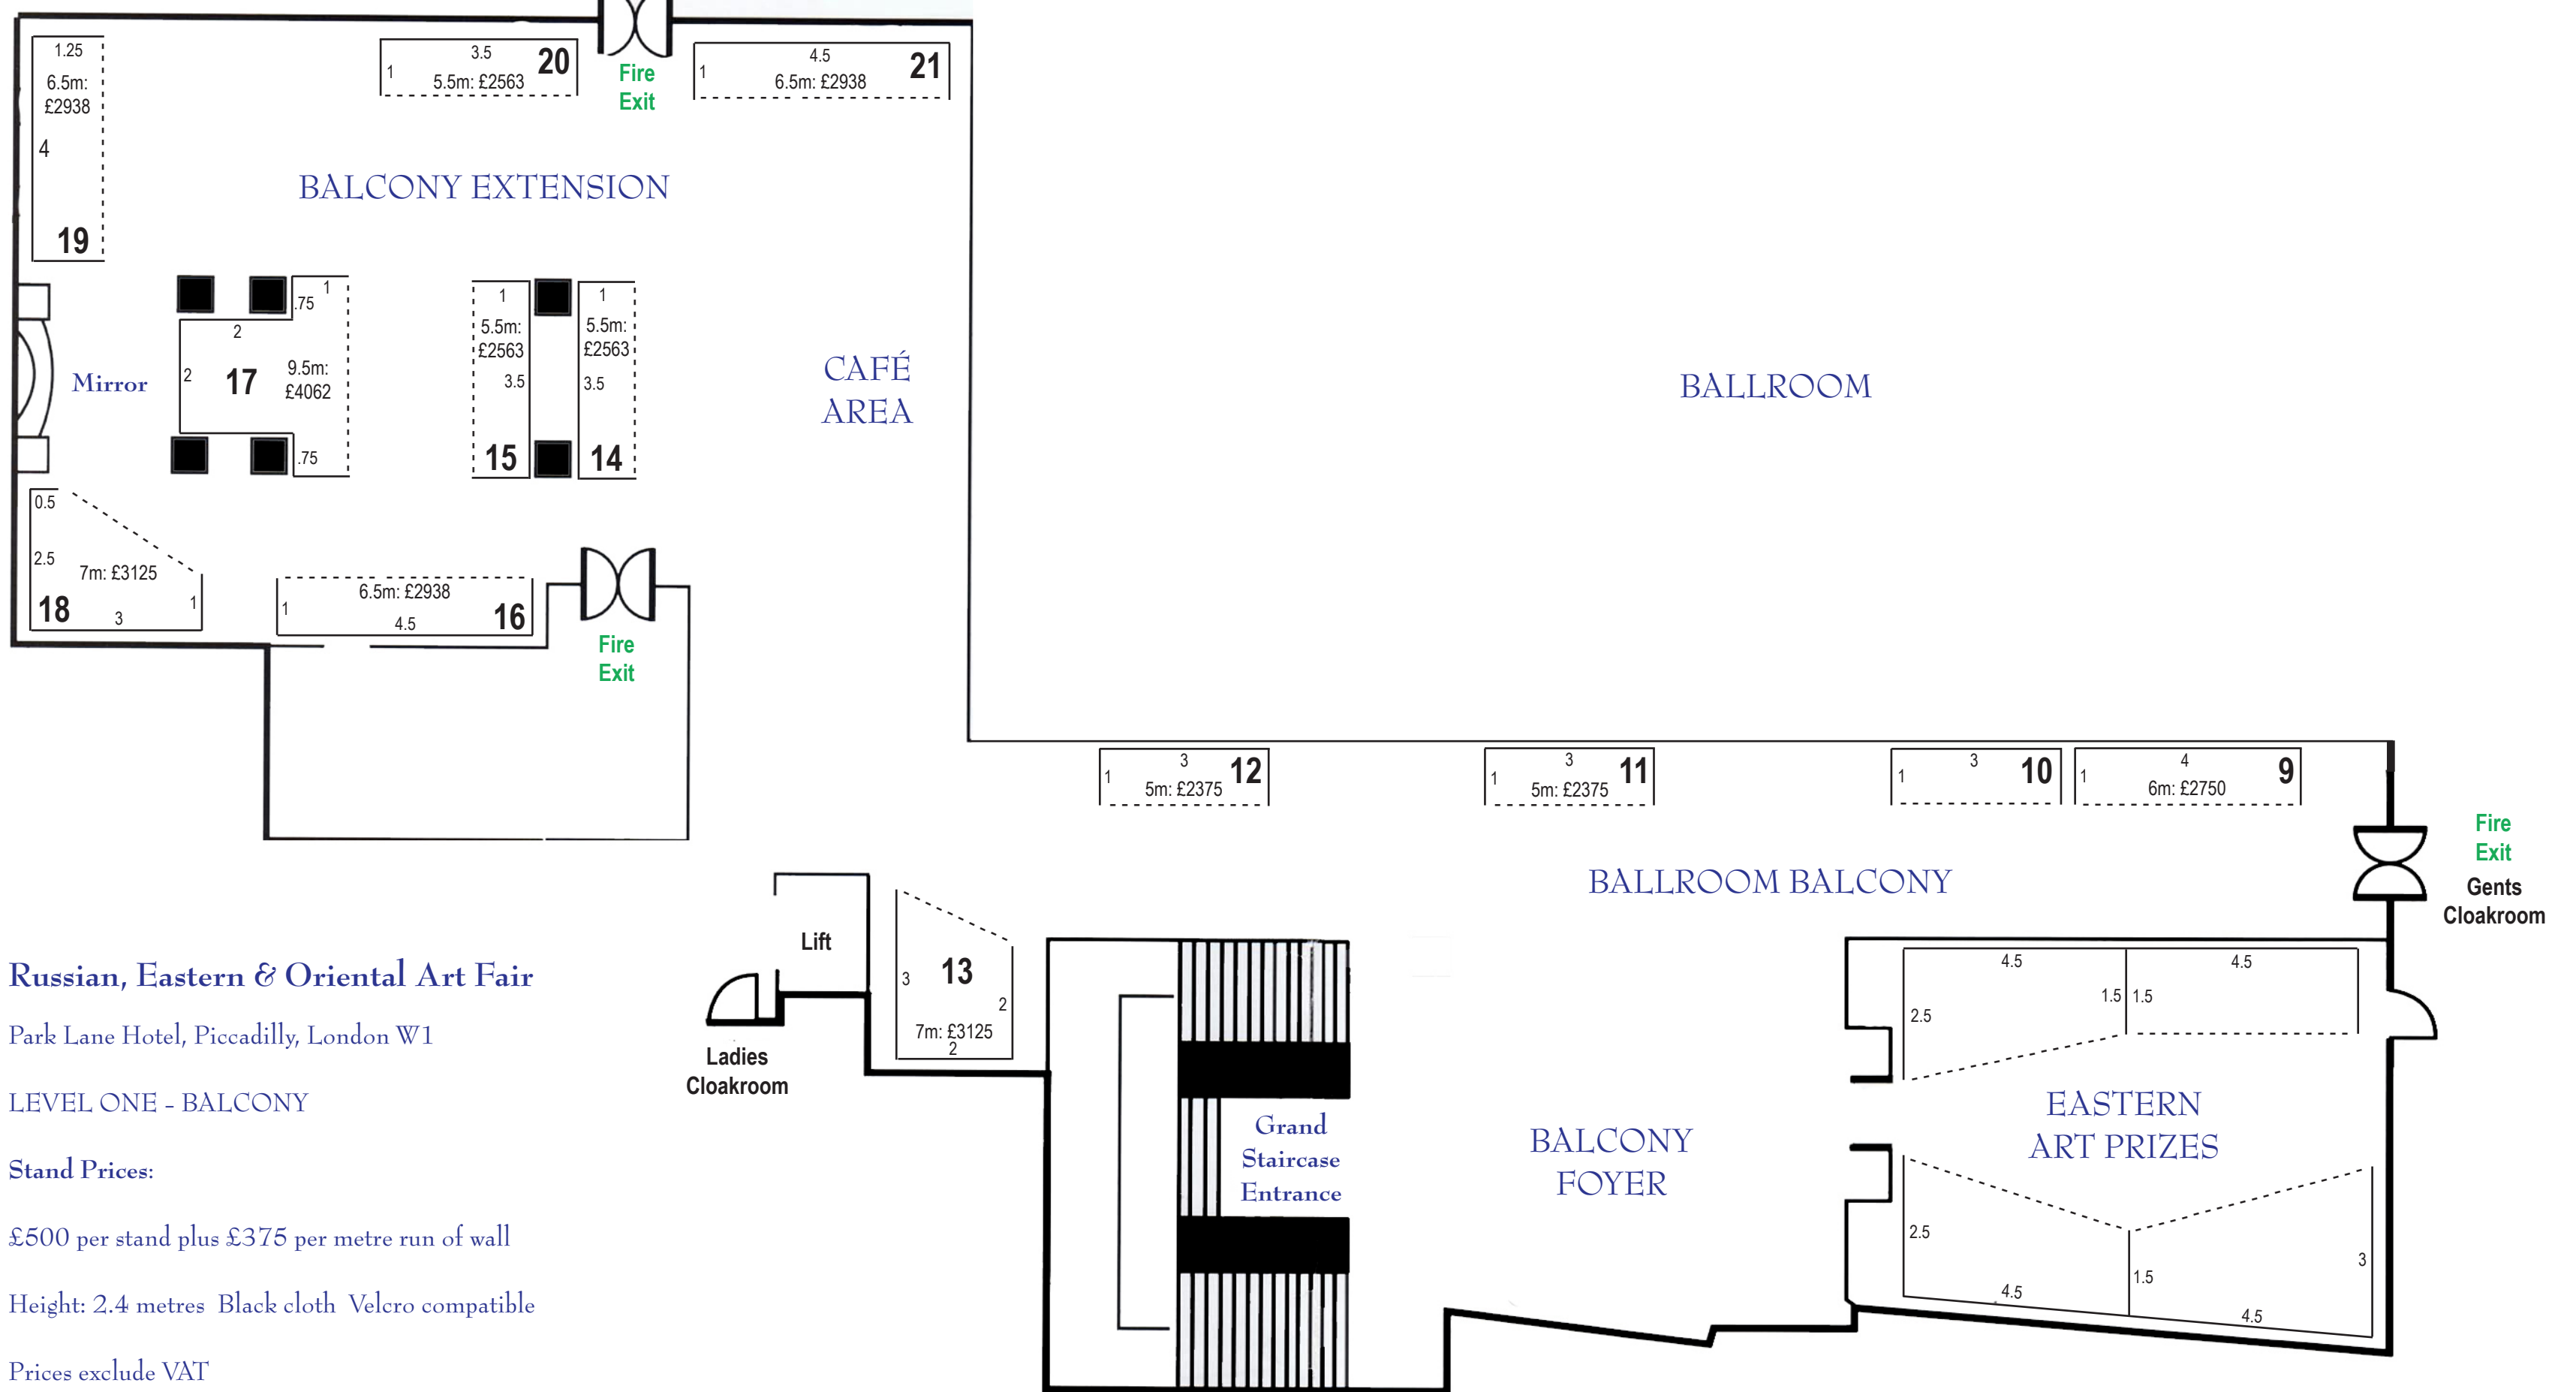 1.25
6.5m:
£2938
4
19
3.5
1
20
5.5m: £2563
Fire
Exit
4.5
1
21
6.5m: £2938
BALCONY EXTENSION
1
.75
2
2
17
9.5m:
£4062
.75
Mirror
1
5.5m:
£2563
3.5
15
1
5.5m:
£2563
3.5
14
CAFÉ
AREA
BALLROOM
0.5
2.5
7m: £3125
18
3
1
6.5m: £2938
1
16
4.5
Fire
Exit
3
1
12
5m: £2375
3
1
11
5m: £2375
3
1
10
4
1
9
6m: £2750
Fire
Exit
Gents
Cloakroom
BALLROOM BALCONY
Lift
13
3
2
7m: £3125
2
Ladies
Cloakroom
Grand
Staircase
Entrance
BALCONY
FOYER
4.5
4.5
2.5
1.5
1.5
EASTERN
ART PRIZES
2.5
4.5
1.5
3
4.5
Russian, Eastern & Oriental Art Fair
Park Lane Hotel, Piccadilly, London W1
LEVEL ONE - BALCONY
Stand Prices:
£500 per stand plus £375 per metre run of wall
Height: 2.4 metres Black cloth Velcro compatible
Prices exclude VAT